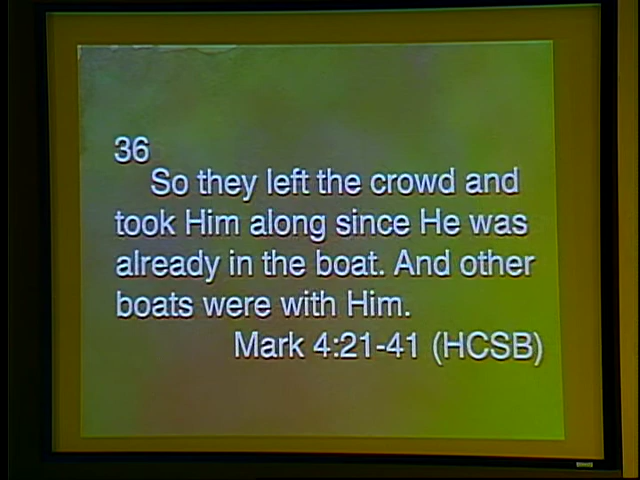 36
So they left the crowd and
took Him along since He was
already in the boat. And other
boats were with Him.
Mark 4:21-41 (HCSB)